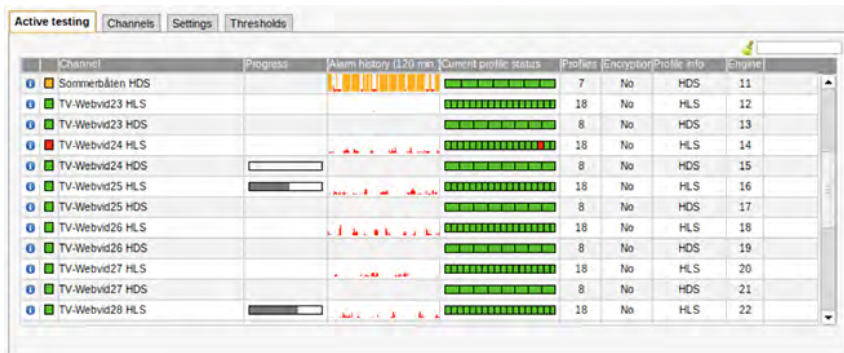 Active testing Channels Settings Thresholds
Channel Progress Alarm history (120 min.) Current profile status Profiles Encryption Profile info Engine
Sommerbåten HDS 7 No HDS 11
TV-Webvid23 HLS 18 No HLS 12
TV-Webvid23 HDS 8 No HDS 13
TV-Webvid24 HLS 18 No HLS 14
TV-Webvid24 HDS 8 No HDS 15
TV-Webvid25 HLS 18 No HLS 16
TV-Webvid25 HDS 8 No HDS 17
TV-Webvid26 HLS 18 No HLS 18
TV-Webvid26 HDS 8 No HDS 19
TV-Webvid27 HLS 18 No HLS 20
TV-Webvid27 HDS 8 No HDS 21
TV-Webvid28 HLS 18 No HLS 22